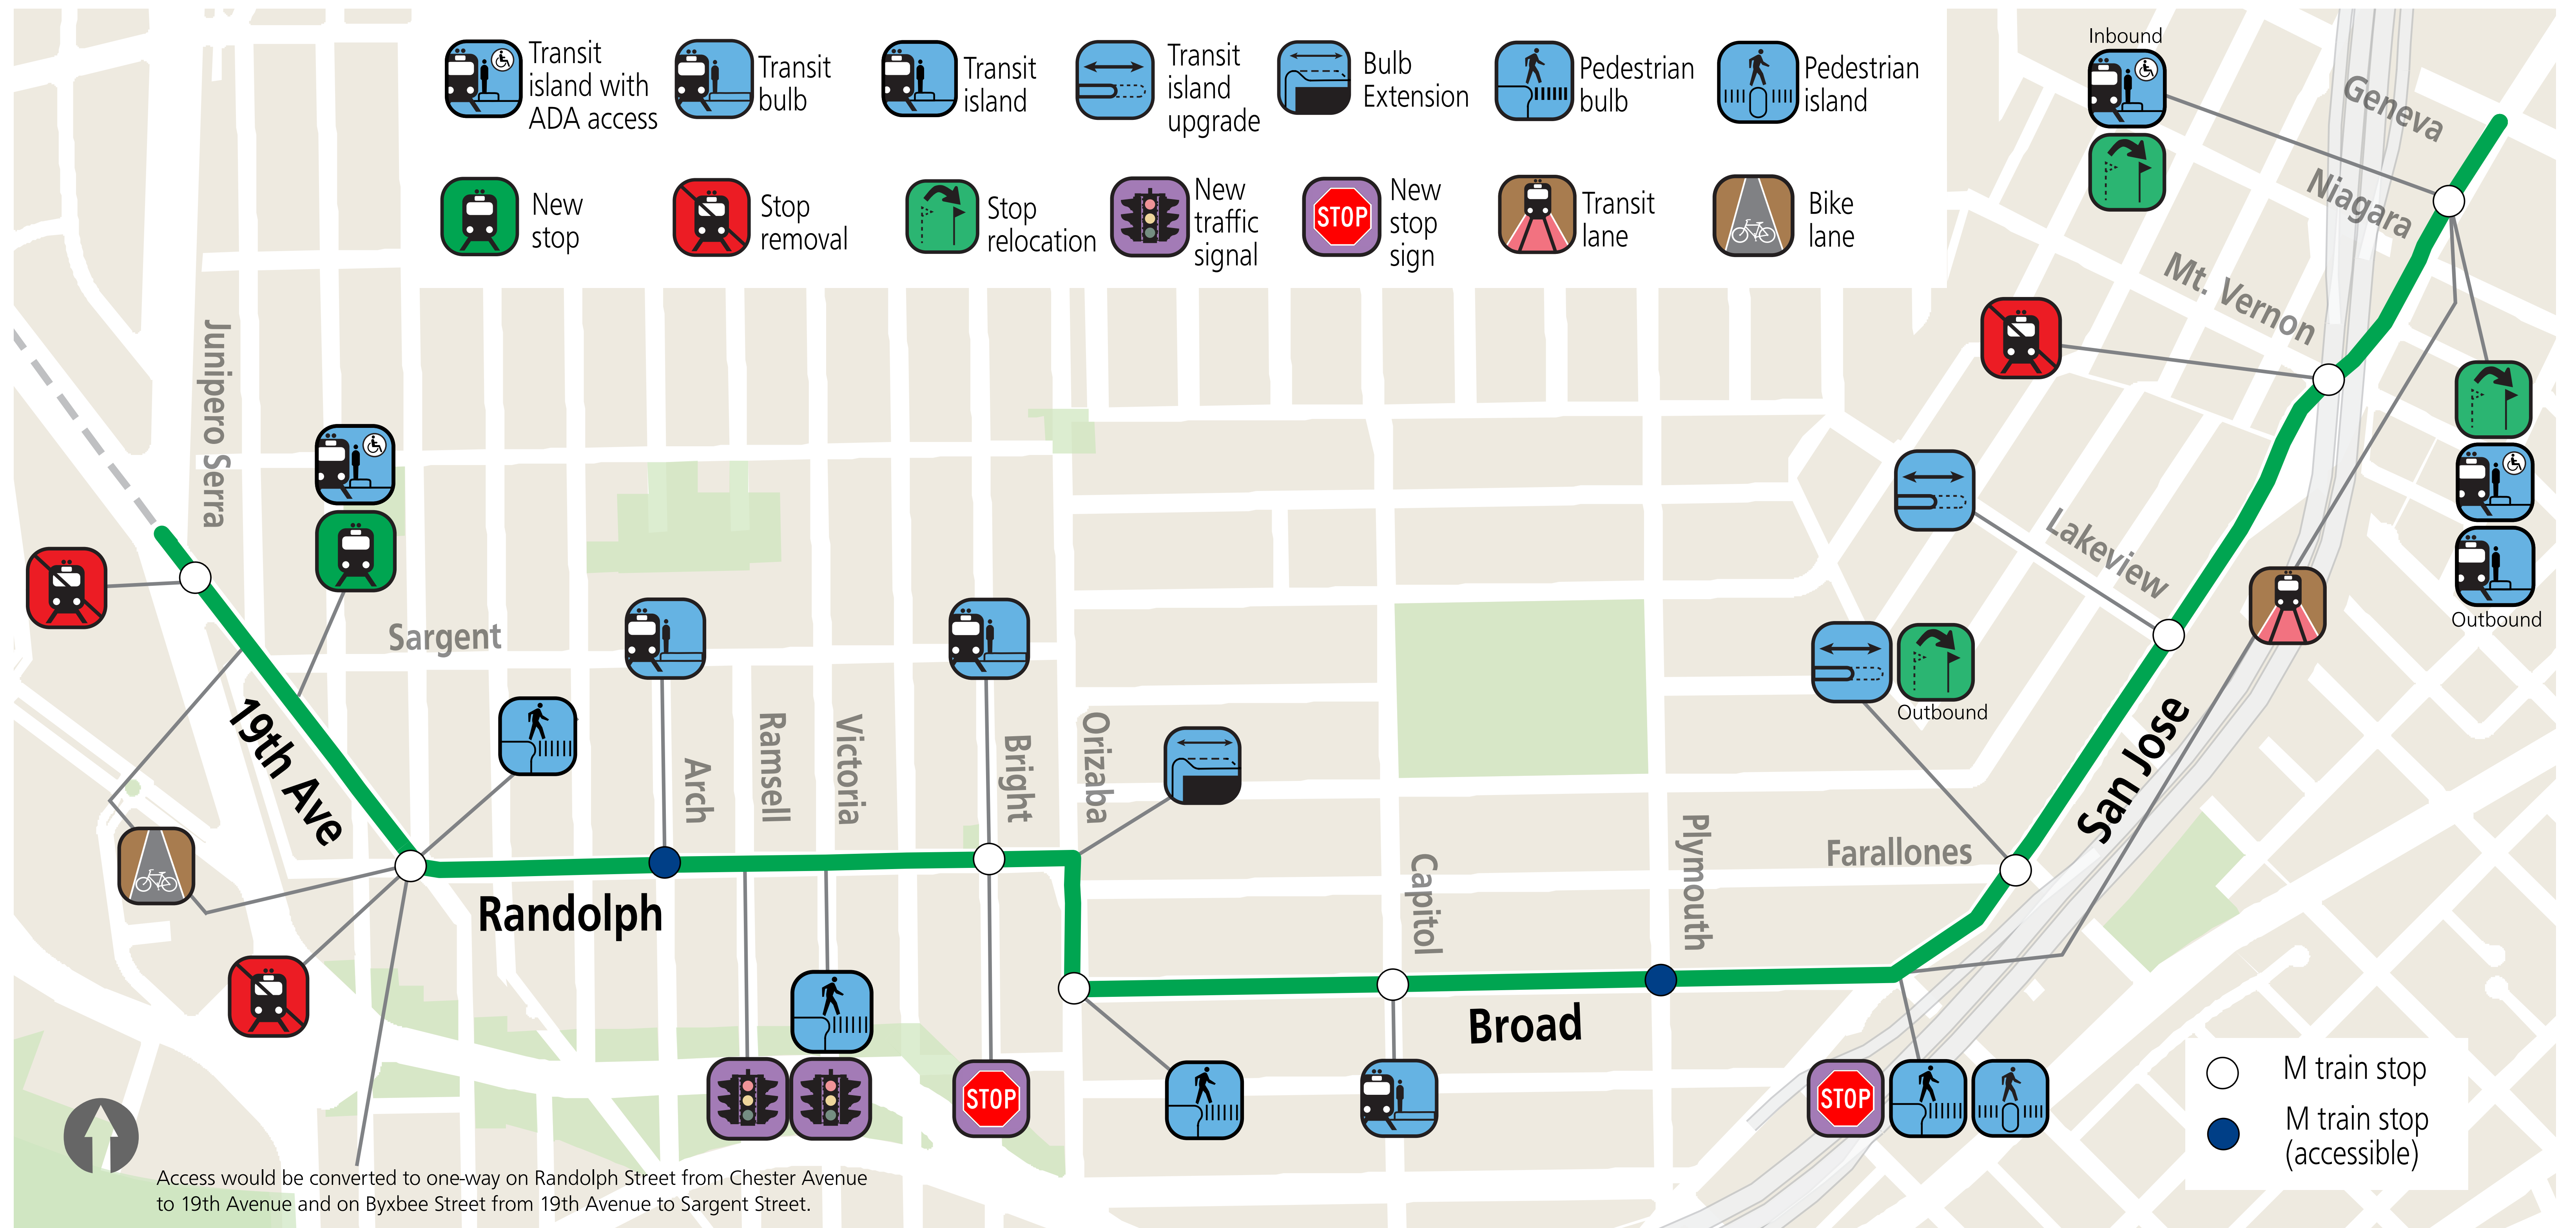 Transit
island with
ADA access
Transit
bulb
Transit
island
Transit
island
upgrade
Bulb
Extension
Pedestrian
bulb
Pedestrian
island
New
stop
Stop
removal
Stop
relocation
New
traffic
signal
STOP
New
stop
sign
Transit
lane
Bike
lane
Inbound
Geneva
Niagara
Mt. Vernon
Junipero Serra
Lakeview
Outbound
Sargent
Outbound
19th Ave
Arch
Ramsell
Victoria
Bright
Orizaba
San Jose
Capitol
Plymouth
Farallones
Randolph
Broad
STOP
STOP
M train stop
M train stop
(accessible)
Access would be converted to one-way on Randolph Street from Chester Avenue
to 19th Avenue and on Byxbee Street from 19th Avenue to Sargent Street.